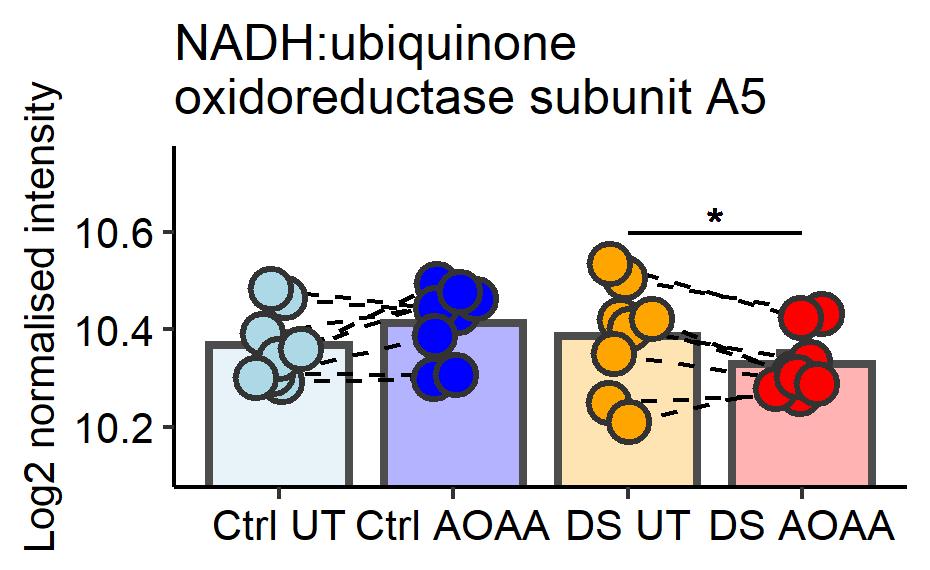 NADH:ubiquinone
oxidoreductase subunit A5
Log2 normalised intensity
10.6
10.4
10.2
*
Ctrl UT Ctrl AOAA DS UT DS AOAA